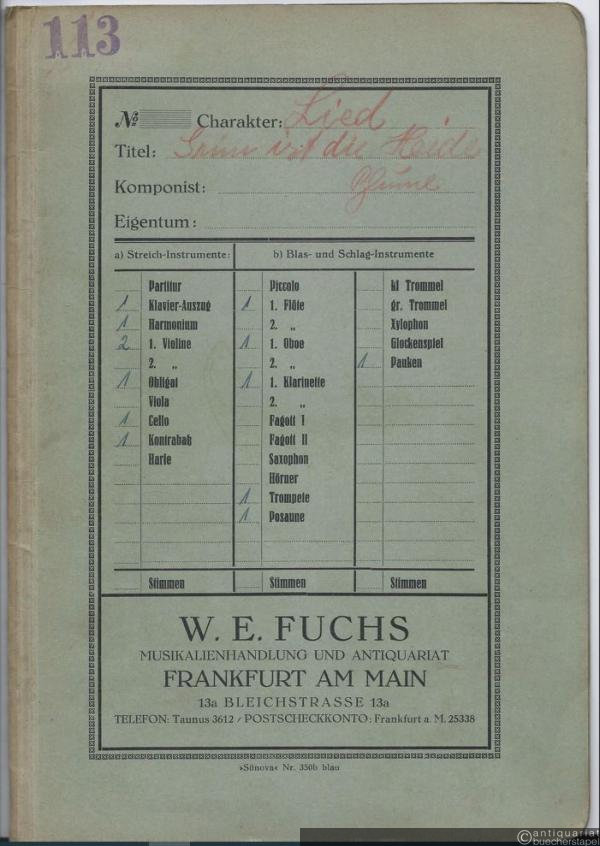 113
№ Charakter: Lied
Titel: Grün ist die Heide
Komponist: Blume
Eigentum:
a) Streich-Instrumente: b) Blas- und Schlag-Instrumente
Partitur
1 Klavier-Auszug
1 Harmonium
2 1. Violine
2. „
1 Obligat
Viola
1 Cello
1 Kontrabaß
Harfe
Stimmen
Piccolo
1 1. Flöte
2. „
1 1. Oboe
2. „
1 1. Klarinette
2. „
Fagott I
Fagott II
Saxophon
Hörner
1 Trompete
1 Posaune
Stimmen
kl Trommel
gr. Trommel
Xylophon
Glockenspiel
1 Pauken
Stimmen
W. E. FUCHS
MUSIKALIENHANDLUNG UND ANTIQUARIAT
FRANKFURT AM MAIN
13a BLEICHSTRASSE 13a
TELEFON: Taunus 3612 / POSTSCHECKKONTO: Frankfurt a. M. 25338
»Sünova« Nr. 350b blau
antiquariat
buecherstapel